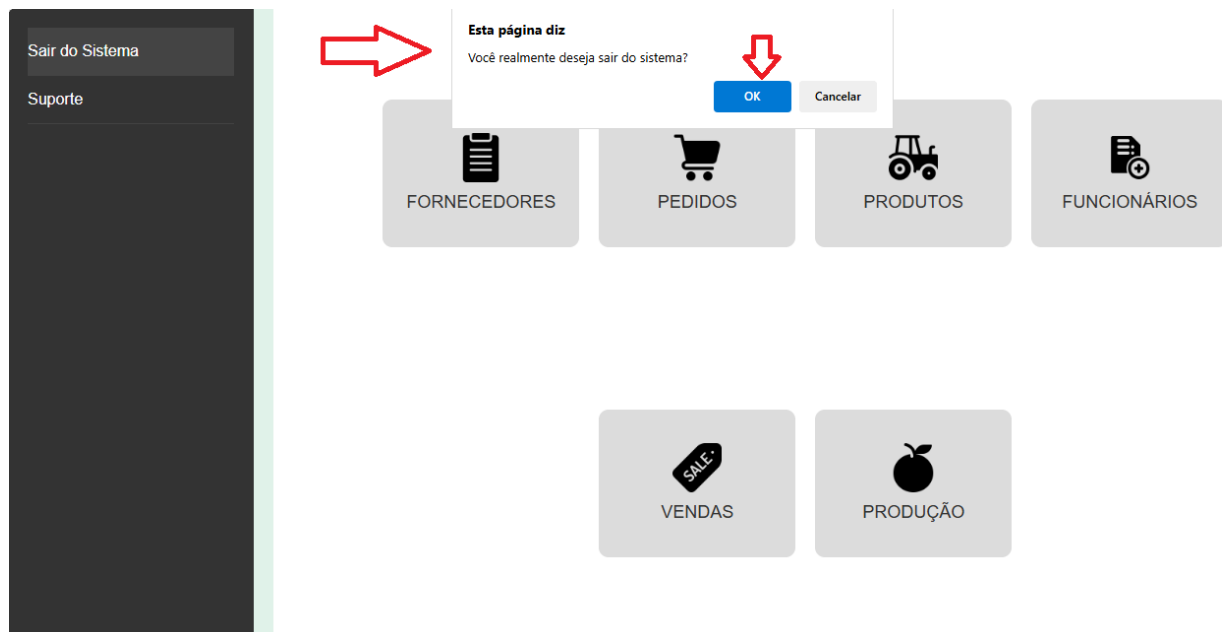 Sair do Sistema
Suporte
Esta página diz
Você realmente deseja sair do sistema?
OK
Cancelar
FORNECEDORES
PEDIDOS
PRODUTOS
FUNCIONÁRIOS
SALE
VENDAS
PRODUÇÃO